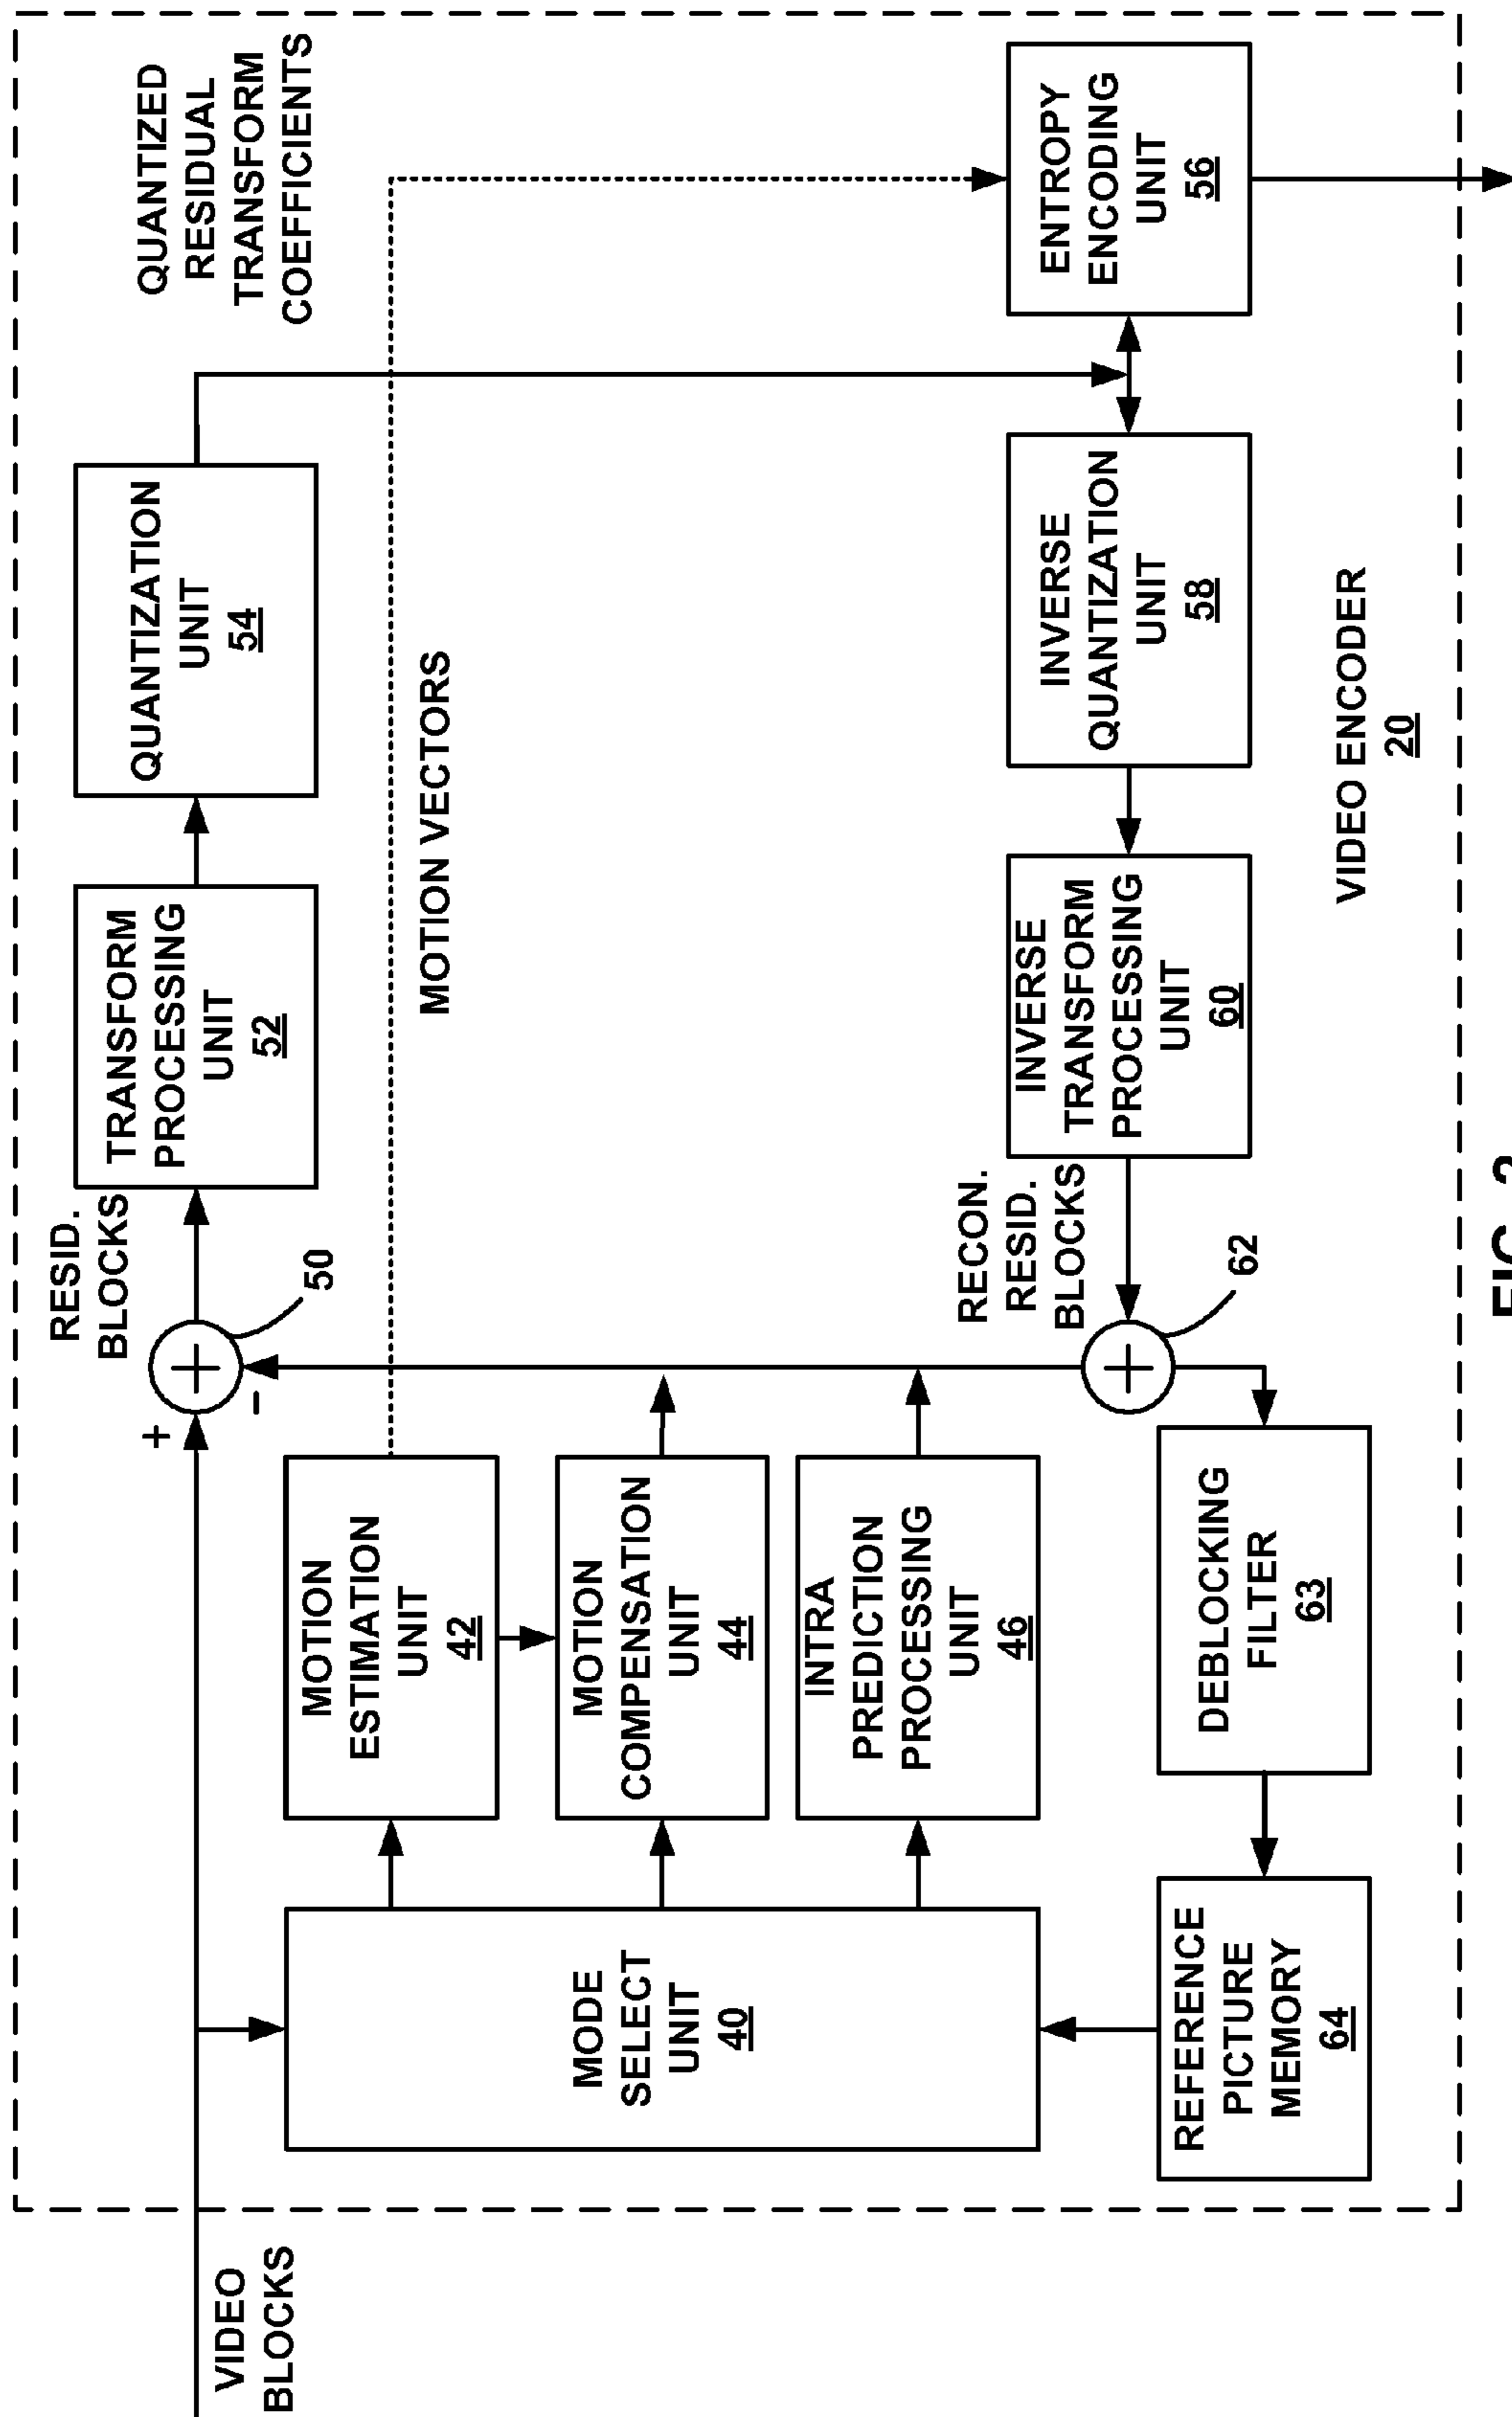 VIDEO
BLOCKS
+
-
50
RESID.
BLOCKS
TRANSFORM
PROCESSING
UNIT
52
QUANTIZATION
UNIT
54
QUANTIZED
RESIDUAL
TRANSFORM
COEFFICIENTS
MOTION VECTORS
MODE
SELECT
UNIT
40
MOTION
ESTIMATION
UNIT
42
MOTION
COMPENSATION
UNIT
44
INTRA
PREDICTION
PROCESSING
UNIT
46
RECON.
RESID.
BLOCKS
62
INVERSE
TRANSFORM
PROCESSING
UNIT
60
INVERSE
QUANTIZATION
UNIT
58
ENTROPY
ENCODING
UNIT
56
REFERENCE
PICTURE
MEMORY
64
DEBLOCKING
FILTER
63
VIDEO ENCODER
20